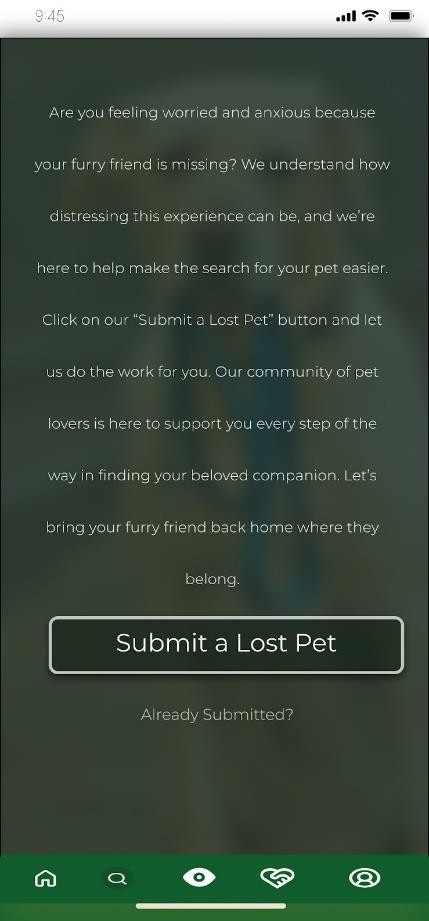 9:45
Are you feeling worried and anxious because
your furry friend is missing? We understand how
distressing this experience can be, and we’re
here to help make the search for your pet easier.
Click on our “Submit a Lost Pet” button and let
us do the work for you. Our community of pet
lovers is here to support you every step of the
way in finding your beloved companion. Let’s
bring your furry friend back home where they
belong.
Submit a Lost Pet
Already Submitted?